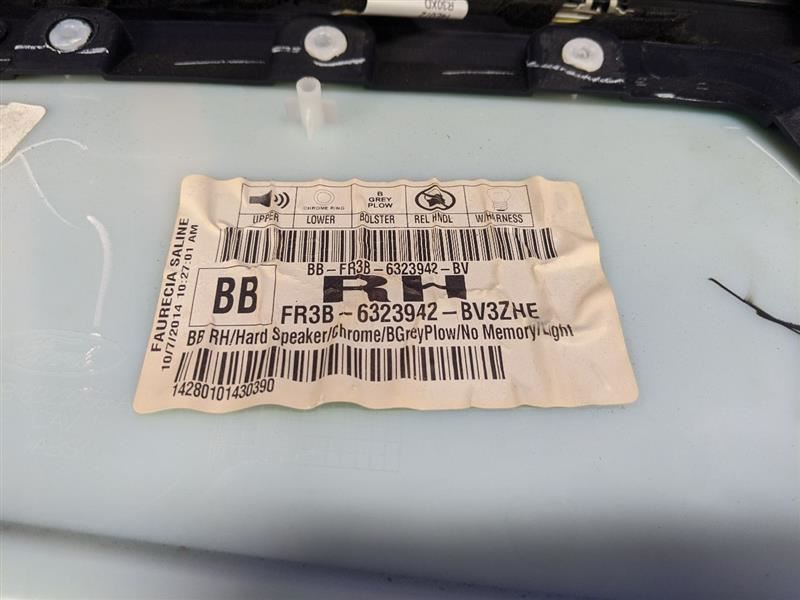 R30XD
UPPER
CHROME RING
LOWER
B
GREY
PLOW
BOLSTER
REL HNDL
W/HARNESS
BB-FR3B-6323942-BV
RH
BB
FR3B-6323942-BV3ZHE
BB RH/Hard Speaker/Chrome/BGreyPlow/No Memory/Light
14280101430390
FAURECIA SALINE
10/7/2014 10:27:01 AM